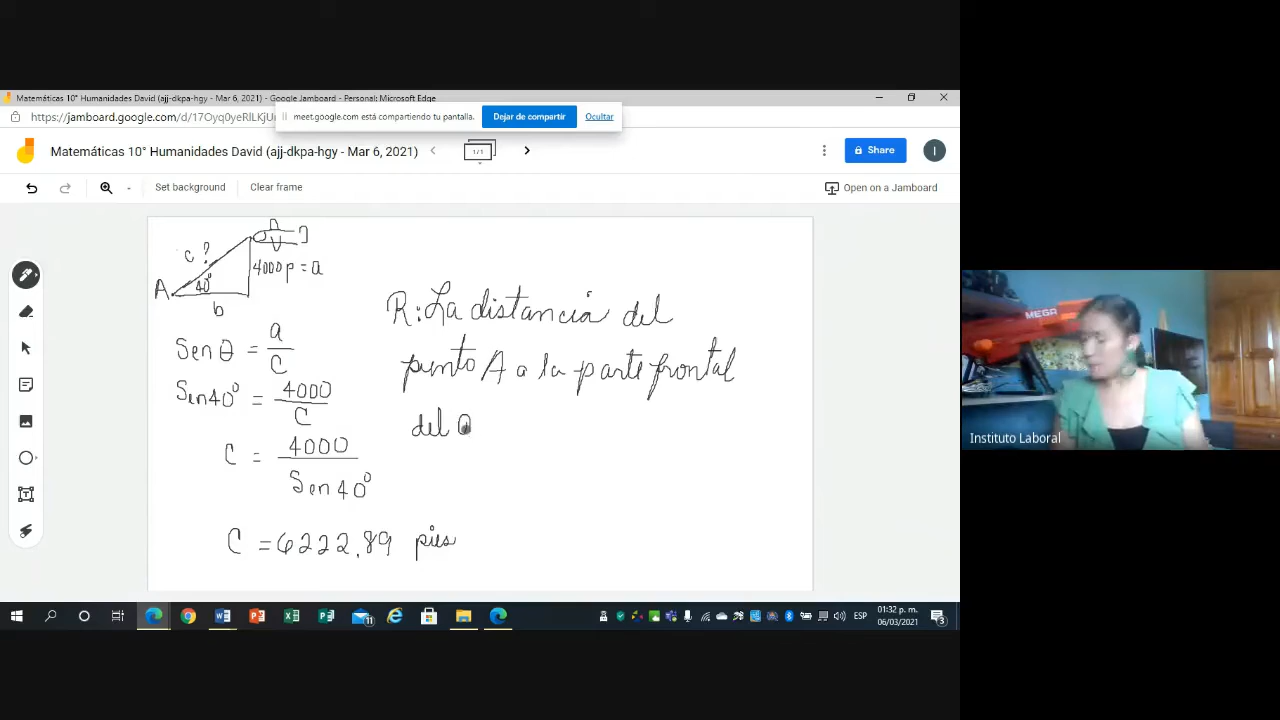 Matemáticas 10° Humanidades David (ajj-dkpa-hgy - Mar 6, 2021) - Google Jamboard - Personal: Microsoft Edge
https://jamboard.google.com/d/17Oyq0yeRlLKjU
meet.google.com está compartiendo tu pantalla.
Dejar de compartir
Ocultar
Matemáticas 10° Humanidades David (ajj-dkpa-hgy - Mar 6, 2021)
1/1
Share
I
Set background
Clear frame
Open on a Jamboard
c ?
4000 p = a
A
40°
b
Sen θ = a/C
Sen 40° = 4000/C
C = 4000/Sen 40°
C = 6222.89 pies
R: La distancia del
punto A a la parte frontal
del
MEGA
Instituto Laboral
11
ESP
01:32 p. m.
06/03/2021
3